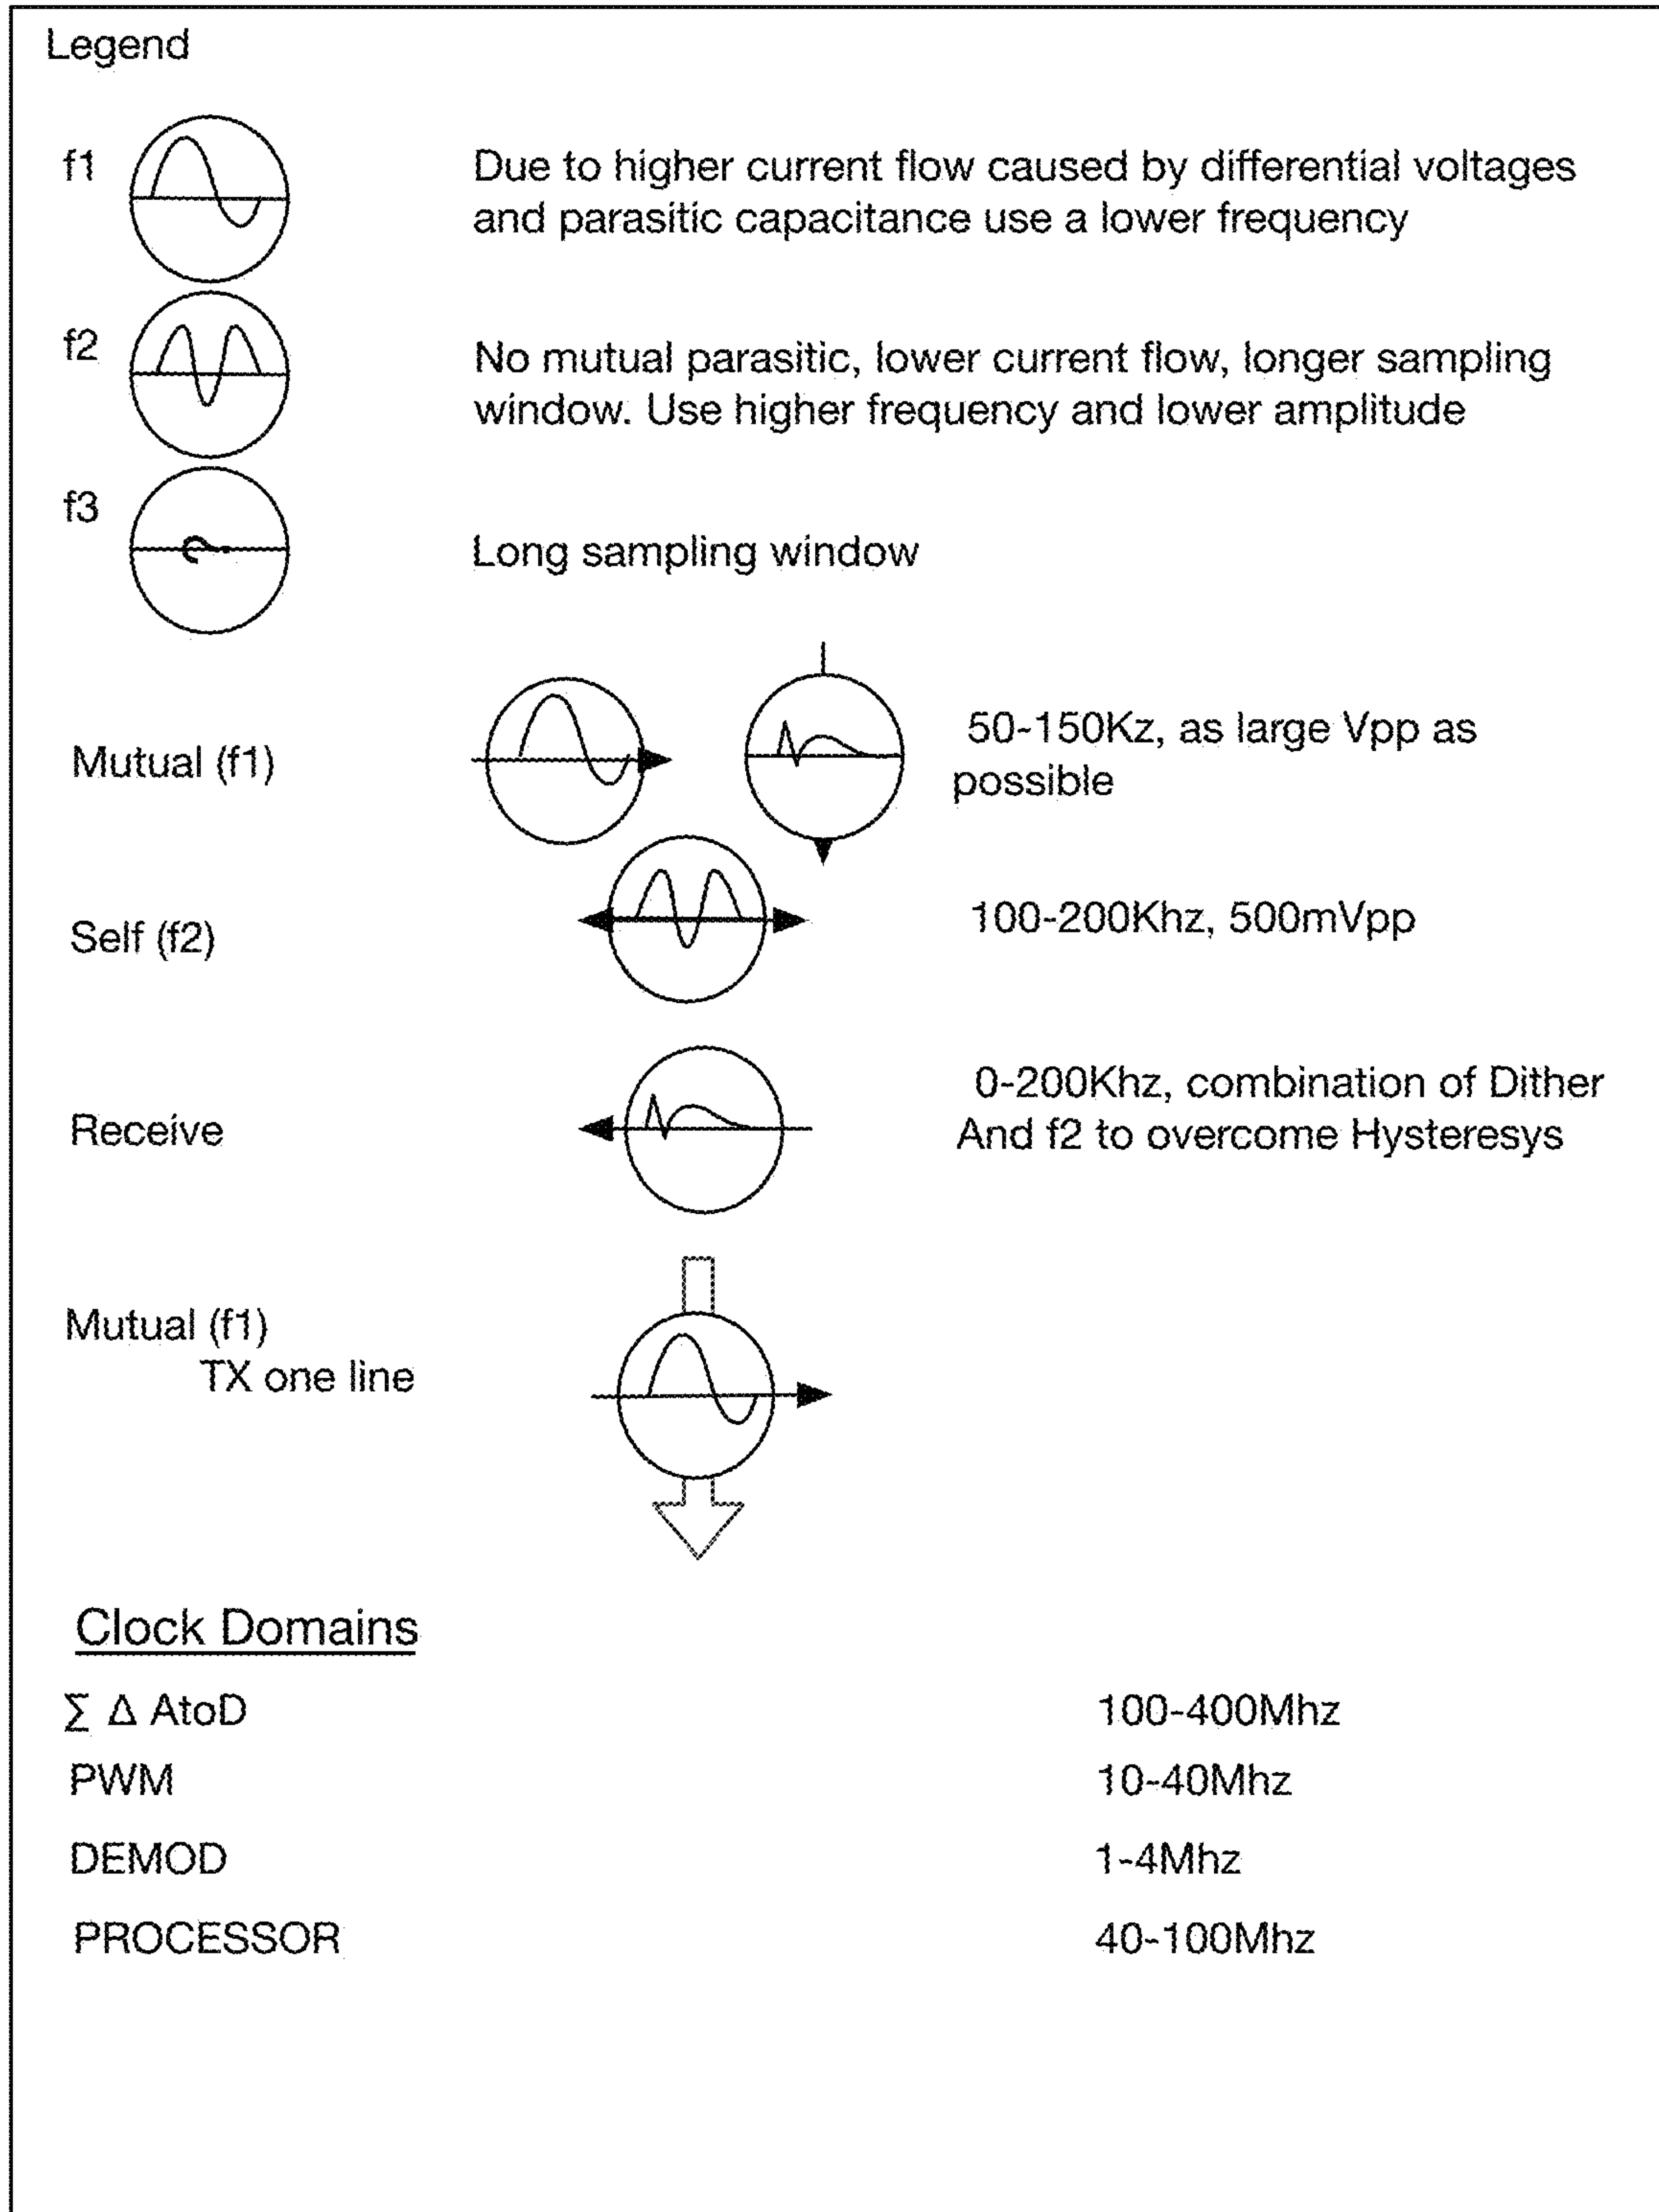 Legend
f1
Due to higher current flow caused by differential voltages
and parasitic capacitance use a lower frequency
f2
No mutual parasitic, lower current flow, longer sampling
window. Use higher frequency and lower amplitude
f3
Long sampling window
Mutual (f1)
50-150Kz, as large Vpp as
possible
Self (f2)
100-200Khz, 500mVpp
Receive
0-200Khz, combination of Dither
And f2 to overcome Hysteresys
Mutual (f1)
TX one line
Clock Domains
∑ Δ AtoD 100-400Mhz
PWM 10-40Mhz
DEMOD 1-4Mhz
PROCESSOR 40-100Mhz